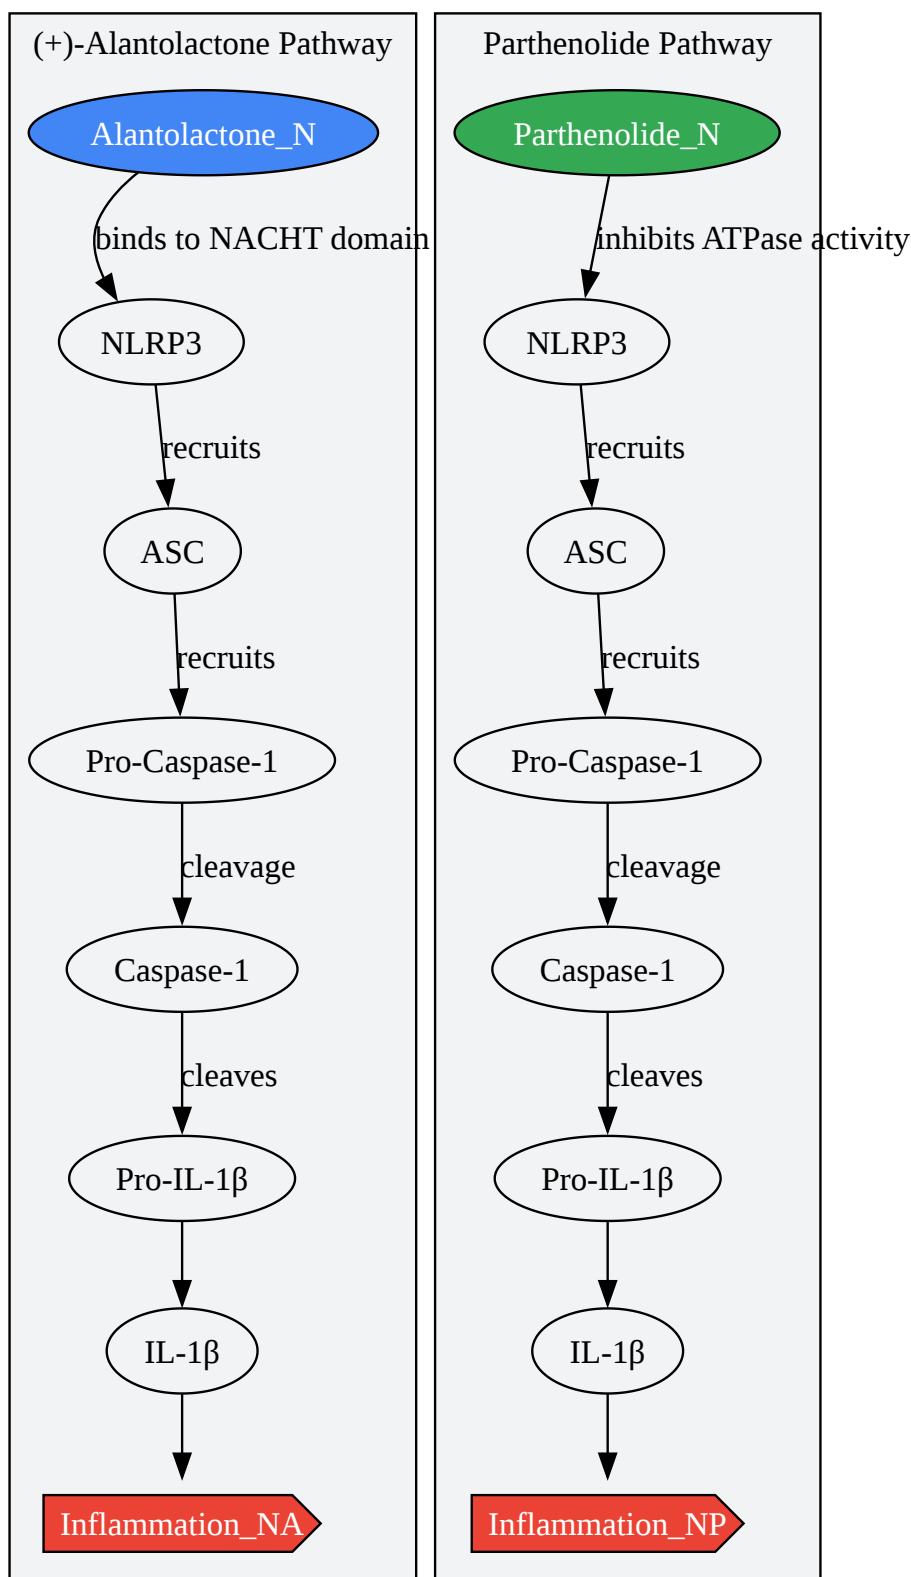 (+)-Alantolactone Pathway
Alantolactone_N
binds to NACHT domain
NLRP3
recruits
ASC
recruits
Pro-Caspase-1
cleavage
Caspase-1
cleaves
Pro-IL-1β
IL-1β
Inflammation_NA
Parthenolide Pathway
Parthenolide_N
inhibits ATPase activity
NLRP3
recruits
ASC
recruits
Pro-Caspase-1
cleavage
Caspase-1
cleaves
Pro-IL-1β
IL-1β
Inflammation_NP